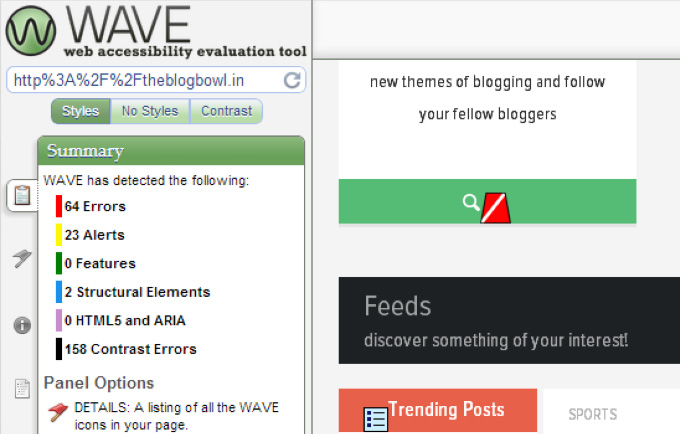 WAVE
web accessibility evaluation tool
http%3A%2F%2Ftheblogbowl.in
Styles
No Styles
Contrast
Summary
WAVE has detected the following:
64 Errors
23 Alerts
0 Features
2 Structural Elements
0 HTML5 and ARIA
158 Contrast Errors
Panel Options
DETAILS: A listing of all the WAVE
icons in your page.
new themes of blogging and follow
your fellow bloggers
Feeds
discover something of your interest!
Trending Posts
SPORTS